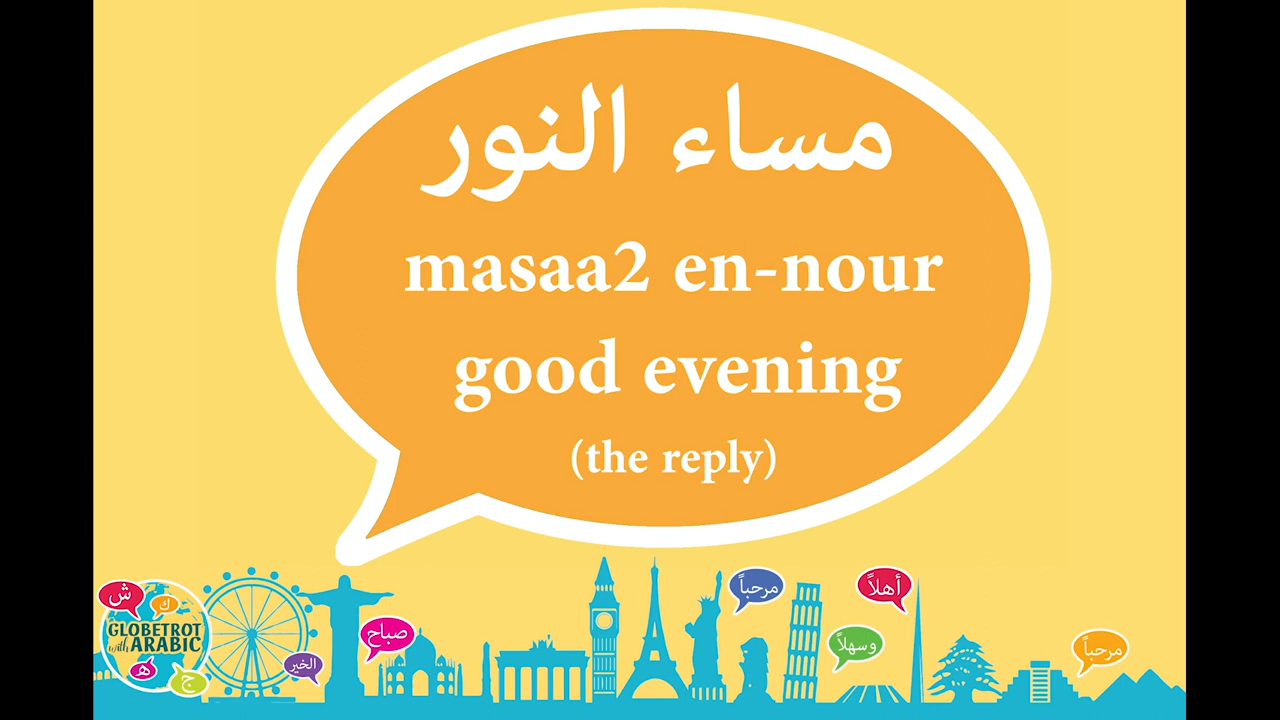 مساء النور
masaa2 en-nour
good evening
(the reply)
ش
ك
GLOBETROT
with ARABIC
ه
ج
الخير
صباح
مرحباً
وسهلاً
أهلاً
مرحباً